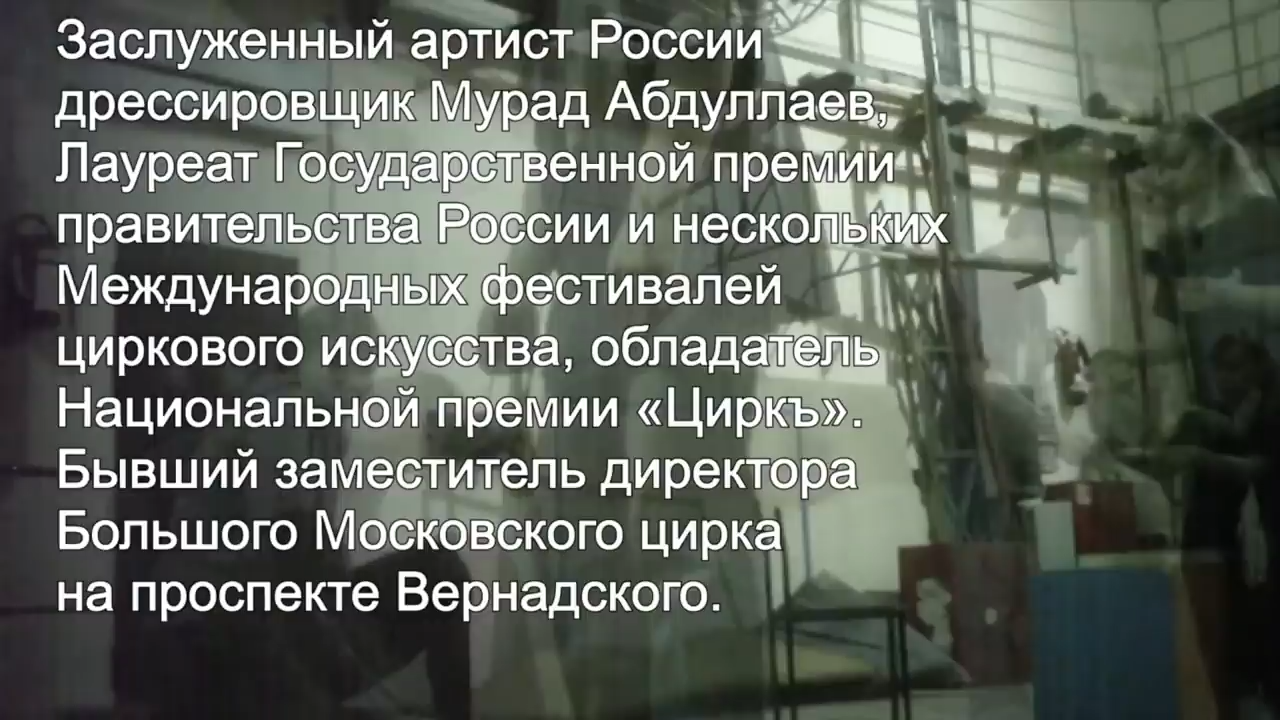 Заслуженный артист России
дрессировщик Мурад Абдуллаев,
Лауреат Государственной премии
правительства России и нескольких
Международных фестивалей
циркового искусства, обладатель
Национальной премии «Циркъ».
Бывший заместитель директора
Большого Московского цирка
на проспекте Вернадского.